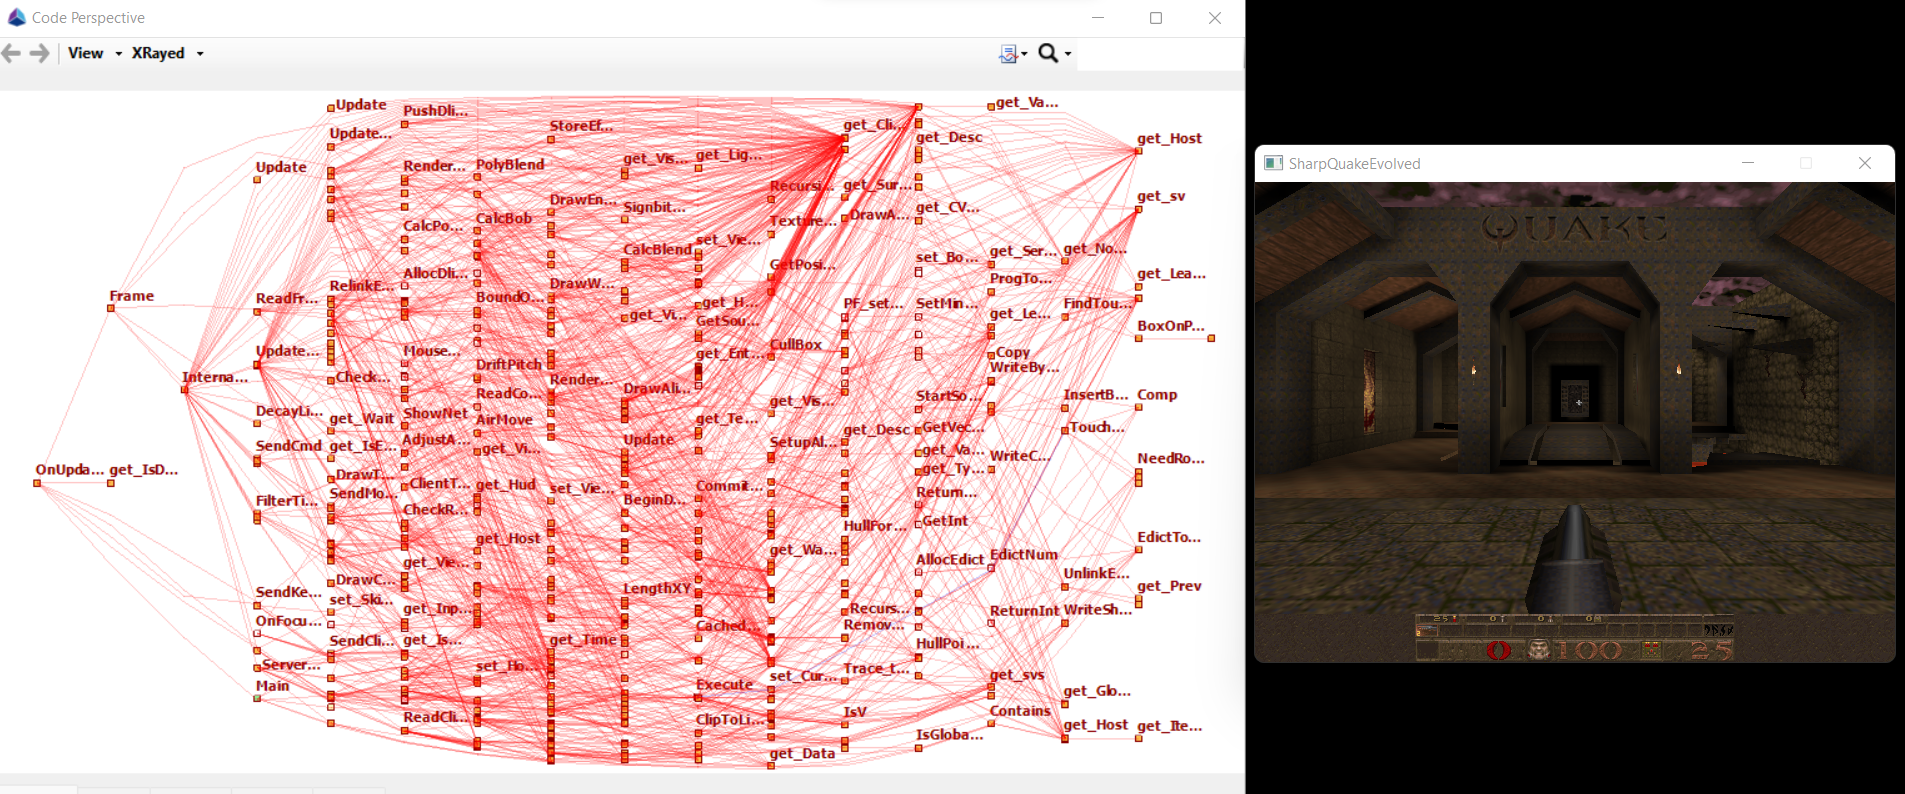 Code Perspective
View XRayed
Update
PushDli...
get_Cli...
get_Va...
Update...
StoreEf...
get_Desc
get_Host
Update
Render...
PolyBlend
get_Vis...
get_Lig...
Recursi...
get_Sur...
get_sv
CalcPo...
CalcBob
DrawEn...
Signbit...
Texture...
DrawA...
get_CV...
AllocDli...
CalcBlend
set_Vie...
GetPosi...
set_Bo...
get_Ser...
get_No...
get_Lea...
Frame
ReadFr...
RelinkE...
BoundO...
DrawW...
get_Vi...
get_H...
GetSou...
PF_set...
SetMin...
ProgTo...
get_Le...
FindTou...
BoxOnP...
Interna...
Update...
Check...
Mouse...
DriftPitch
Render...
DrawAli...
get_Ent...
CullBox
Copy
WriteBy...
DecayLi...
get_Wait
ShowNet
ReadCo...
AirMove
get_Te...
get_Vis...
StartSo...
InsertB...
Comp
SendCmd
get_IsE...
AdjustA...
get_Vi...
Update
SetupAl...
get_Desc
GetVec...
get_Va...
get_Ty...
WriteC...
Touch...
NeedRo...
OnUpda...
get_IsD...
FilterTi...
DrawT...
SendMo...
ClientT...
CheckR...
get_Hud
set_Vie...
BeginD...
Commit...
Return...
GetInt
HullFor...
get_Host
get_Vie...
get_Wa...
AllocEdict
EdictNum
EdictTo...
SendKe...
DrawC...
set_Ski...
get_Inp...
LengthXY
Cached...
Recurs...
Remov...
ReturnInt
UnlinkE...
WriteSh...
get_Prev
OnFocu...
SendCli...
get_Is...
get_Time
HullPoi...
Server...
Main
set_Ho...
Execute
set_Cur...
Trace_t...
get_svs
get_Glo...
ReadCli...
ClipToLi...
get_Data
IsV
IsGloba...
Contains
get_Host
get_Ite...
SharpQuakeEvolved
QUAKE
100
25